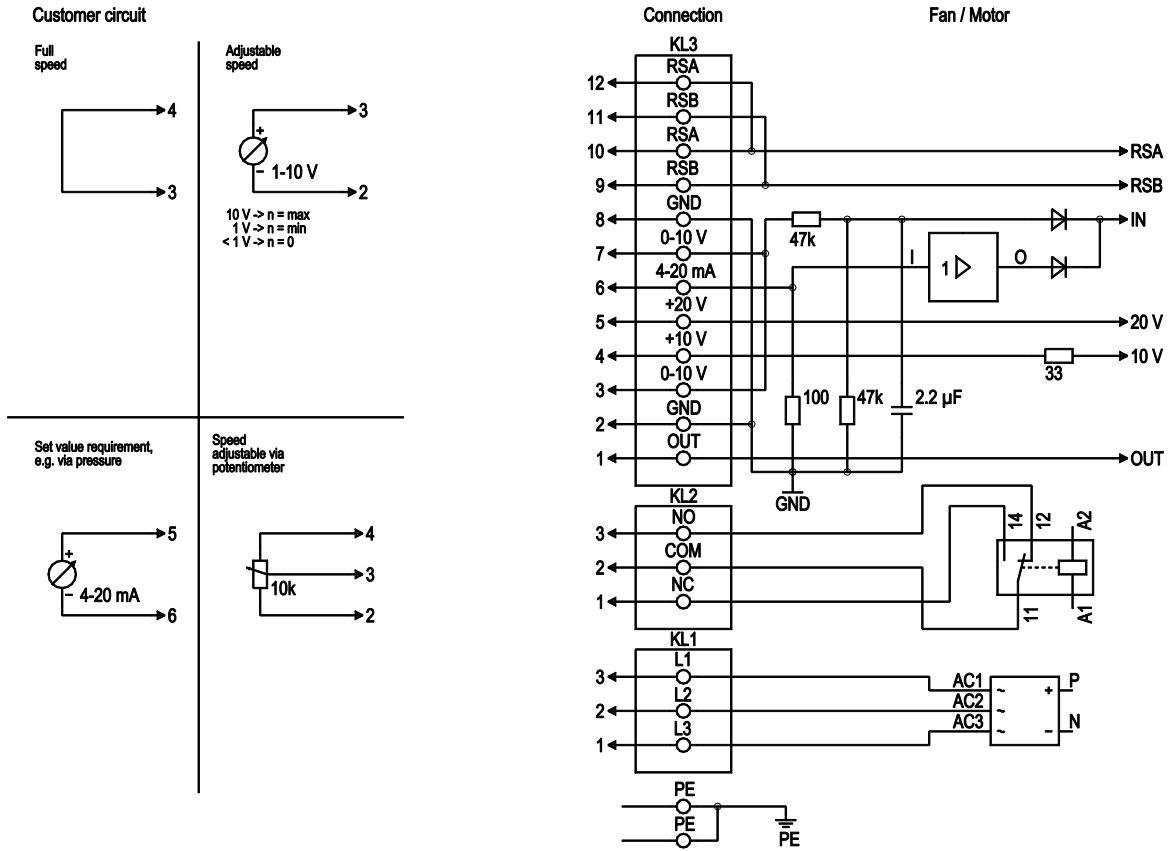 Customer circuit
Connection
Fan / Motor
Full
speed
4
3
Adjustable
speed
3
+
− 1-10 V
2
10 V -> n = max
1 V -> n = min
< 1 V -> n = 0
Set value requirement,
e.g. via pressure
5
+
− 4-20 mA
6
Speed
adjustable via
potentiometer
4
3
10k
2
KL3
RSA
12
RSB
11
RSA
10
RSA
RSB
9
RSB
GND
8
47k
IN
0-10 V
7
I
1
O
4-20 mA
6
+20 V
5
20 V
+10 V
4
33
10 V
0-10 V
3
100
47k
2.2 µF
GND
2
OUT
1
OUT
GND
KL2
NO
3
COM
2
NC
1
14
12
A2
11
A1
KL1
L1
3
L2
2
L3
1
AC1
~
+
P
AC2
~
AC3
~
−
N
PE
PE
PE